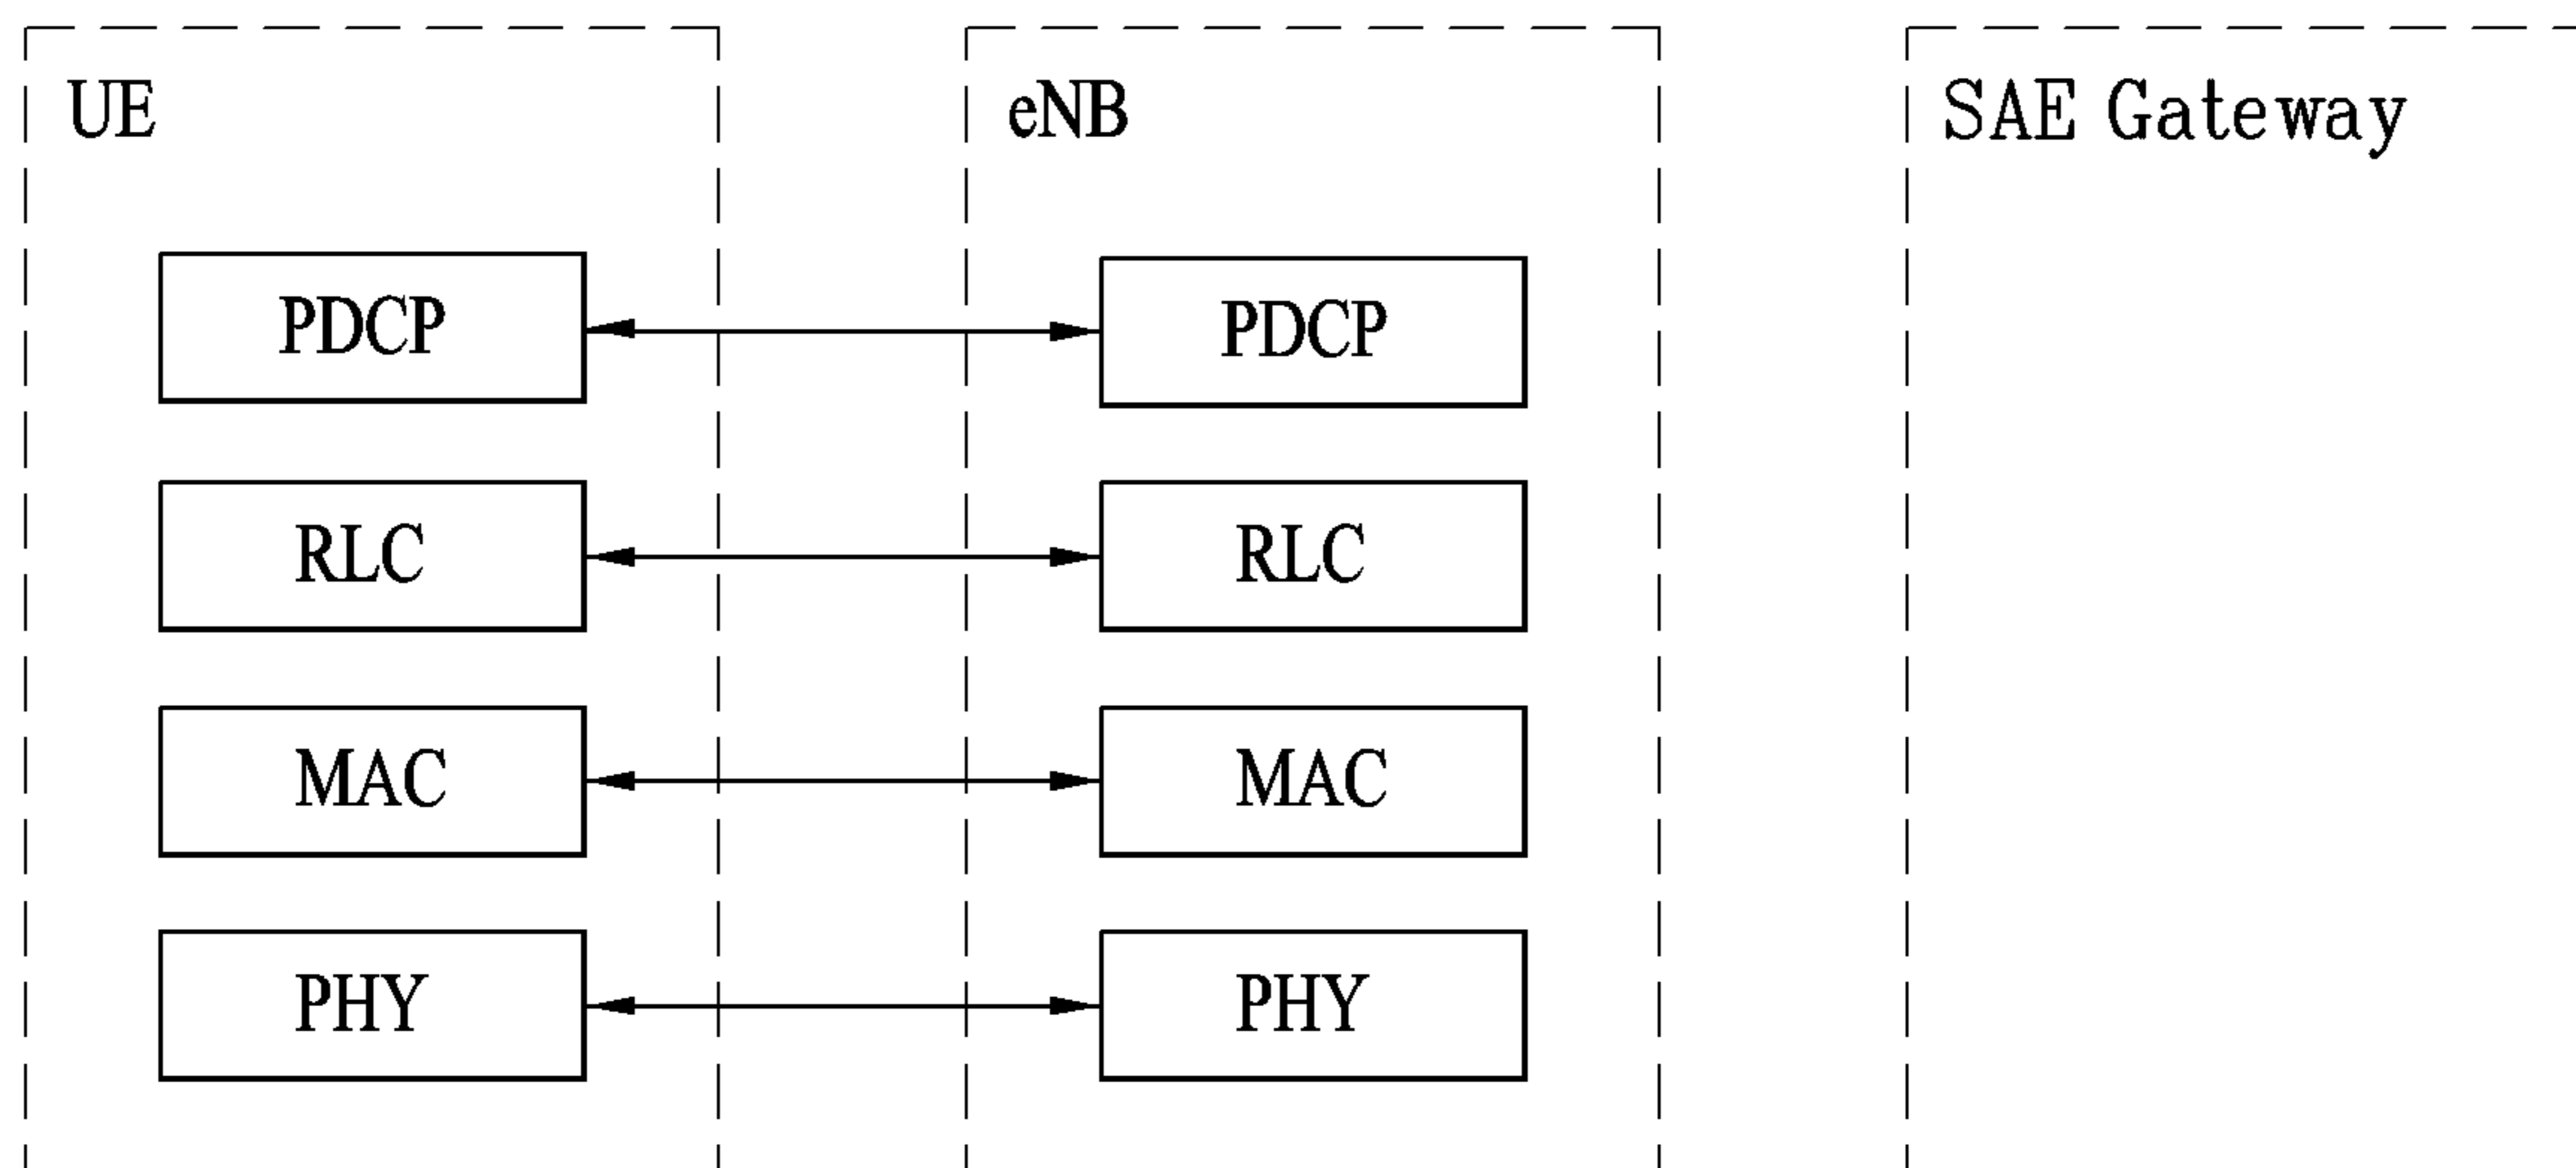 UE
eNB
SAE Gateway
PDCP
PDCP
RLC
RLC
MAC
MAC
PHY
PHY